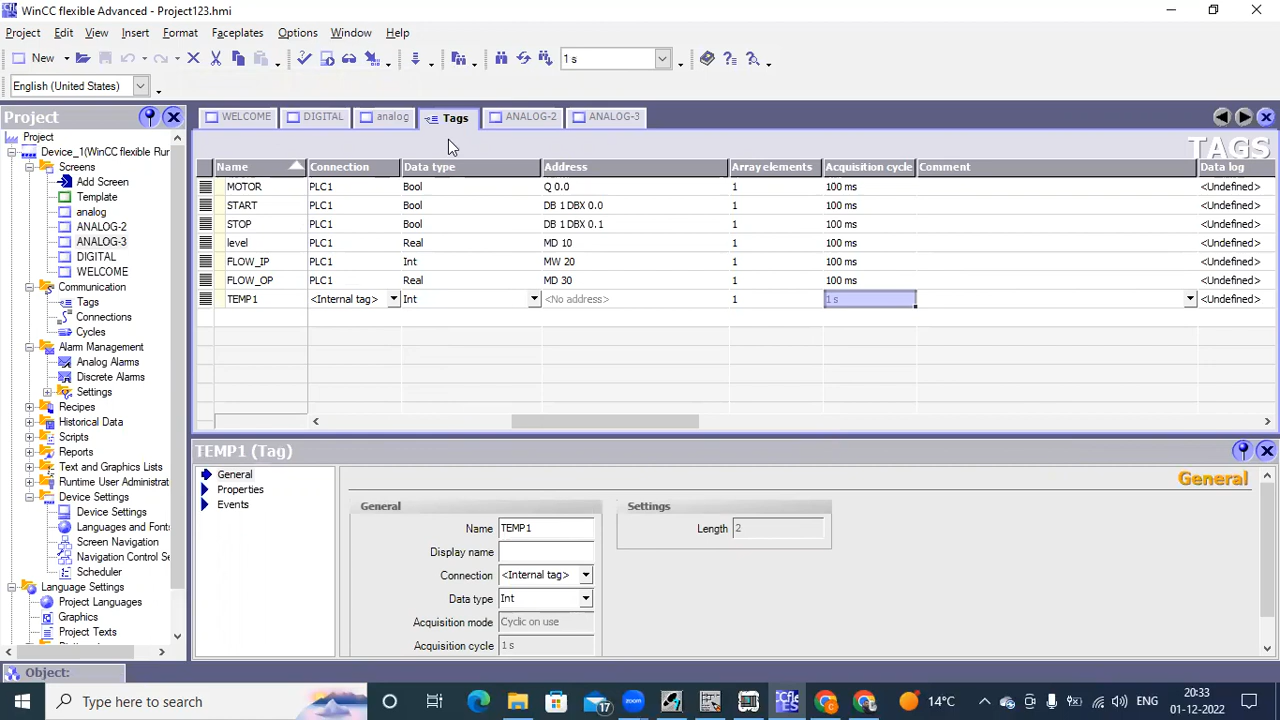 WinCC flexible Advanced - Project123.hmi
Project Edit View Insert Format Faceplates Options Window Help
New 1 s
English (United States)
Project
Project
Device_1(WinCC flexible Run
Screens
Add Screen
Template
analog
ANALOG-2
ANALOG-3
DIGITAL
WELCOME
Communication
Tags
Connections
Cycles
Alarm Management
Analog Alarms
Discrete Alarms
Settings
Recipes
Historical Data
Scripts
Reports
Text and Graphics Lists
Runtime User Administrat
Device Settings
Device Settings
Languages and Fonts
Screen Navigation
Navigation Control Se
Scheduler
Language Settings
Project Languages
Graphics
Project Texts
Object:
WELCOME DIGITAL analog Tags ANALOG-2 ANALOG-3
TAGS
Name Connection Data type Address Array elements Acquisition cycle Comment Data log
MOTOR PLC1 Bool Q 0.0 1 100 ms <Undefined>
START PLC1 Bool DB 1 DBX 0.0 1 100 ms <Undefined>
STOP PLC1 Bool DB 1 DBX 0.1 1 100 ms <Undefined>
level PLC1 Real MD 10 1 100 ms <Undefined>
FLOW_IP PLC1 Int MW 20 1 100 ms <Undefined>
FLOW_OP PLC1 Real MD 30 1 100 ms <Undefined>
TEMP1 <Internal tag> Int <No address> 1 1 s <Undefined>
TEMP1 (Tag)
General
Properties
Events
General
General
Name TEMP1
Display name
Connection <Internal tag>
Data type Int
Acquisition mode Cyclic on use
Acquisition cycle 1 s
Settings
Length 2
Type here to search
17
zoom
14°C
ENG
20:33
01-12-2022